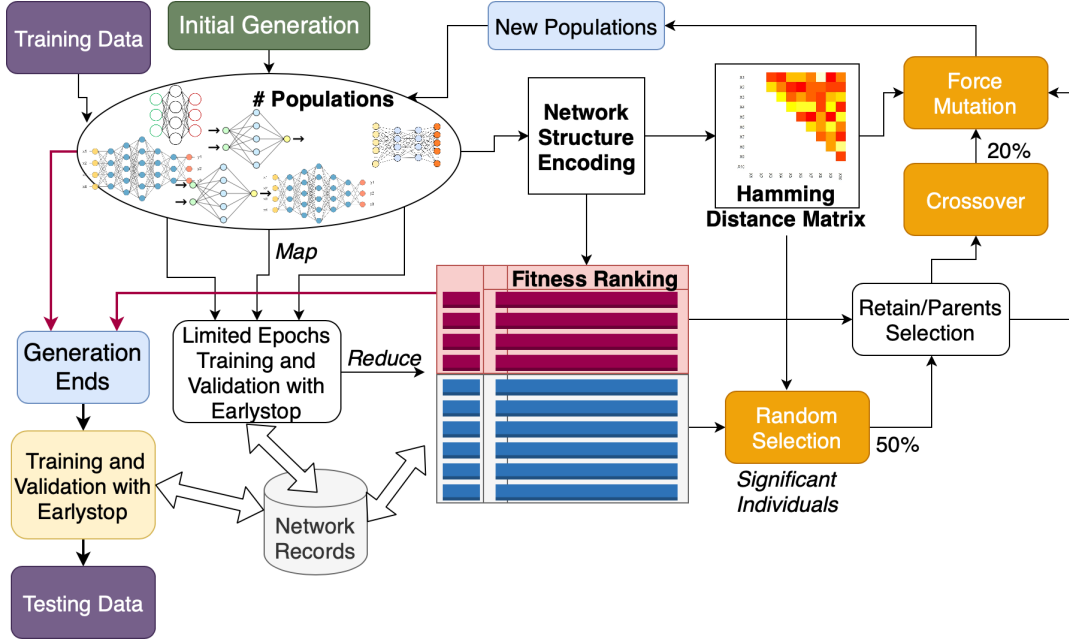 Training Data
Initial Generation
New Populations
# Populations
Network
Structure
Encoding
Hamming
Distance Matrix
Force
Mutation
20%
Crossover
Map
Fitness Ranking
Retain/Parents
Selection
Generation
Ends
Limited Epochs
Training and
Validation with
Earlystop
Reduce
Random
Selection
50%
Significant
Individuals
Training and
Validation with
Earlystop
Network
Records
Testing Data